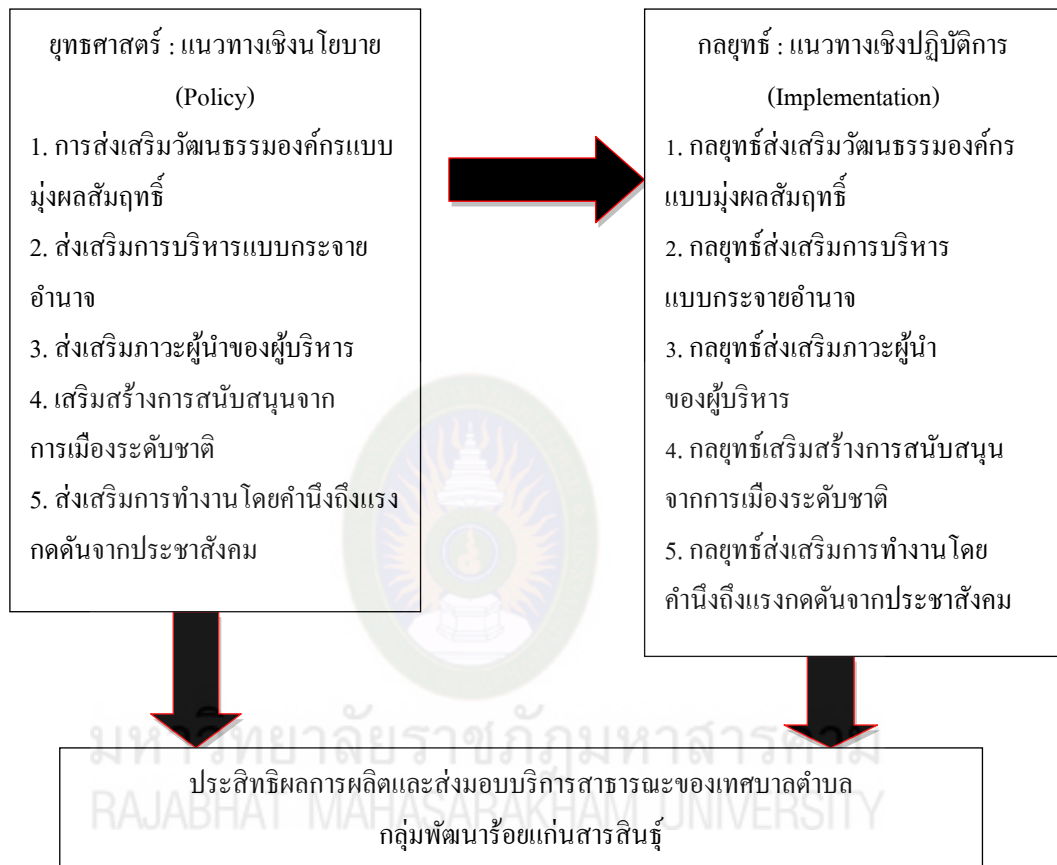 ยุทธศาสตร์ : แนวทางเชิงนโยบาย
(Policy)
1. การส่งเสริมวัฒนธรรมองค์กรแบบ
มุ่งผลสัมฤทธิ์
2. ส่งเสริมการบริหารแบบกระจาย
อำนาจ
3. ส่งเสริมภาวะผู้นำของผู้บริหาร
4. เสริมสร้างการสนับสนุนจาก
การเมืองระดับชาติ
5. ส่งเสริมการทำงานโดยคำนึงถึงแรง
กดดันจากประชาสังคม
กลยุทธ์ : แนวทางเชิงปฏิบัติการ
(Implementation)
1. กลยุทธ์ส่งเสริมวัฒนธรรมองค์กร
แบบมุ่งผลสัมฤทธิ์
2. กลยุทธ์ส่งเสริมการบริหาร
แบบกระจายอำนาจ
3. กลยุทธ์ส่งเสริมภาวะผู้นำ
ของผู้บริหาร
4. กลยุทธ์เสริมสร้างการสนับสนุน
จากการเมืองระดับชาติ
5. กลยุทธ์ส่งเสริมการทำงานโดย
คำนึงถึงแรงกดดันจากประชาสังคม
มหาวิทยาลัยราชภัฏมหาสารคาม
ประสิทธิผลการผลิตและส่งมอบบริการสาธารณะของเทศบาลตำบล
RAJABHAT MAHASARAKHAM UNIVERSITY
กลุ่มพัฒนาร้อยแก่นสารสินธุ์